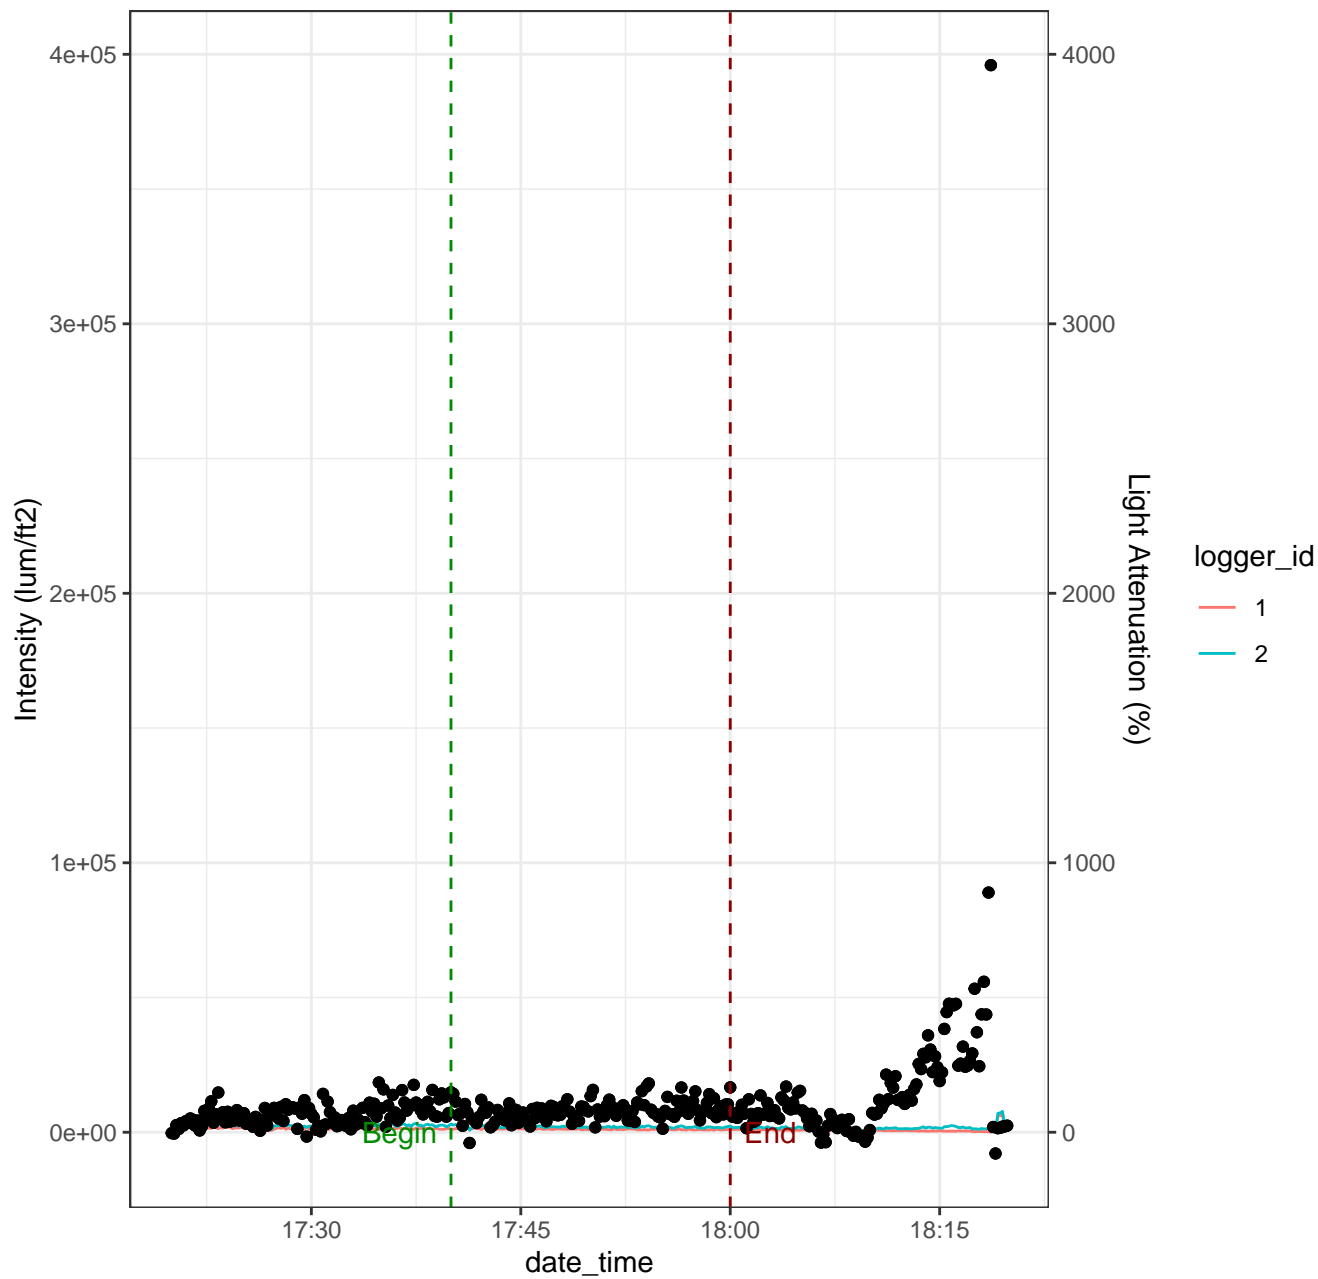 4e+05
3e+05
2e+05
1e+05
0e+00
Intensity (lum/ft2)
4000
3000
2000
1000
0
Light Attenuation (%)
Begin
End
17:30
17:45
18:00
18:15
date_time
logger_id
1
2